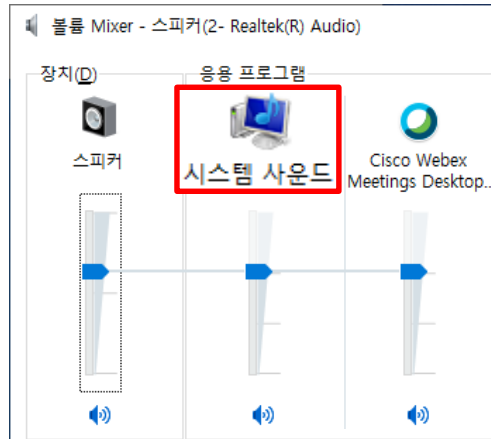 볼륨 Mixer - 스피커(2- Realtek(R) Audio)
장치(D)
응용 프로그램
스피커
시스템 사운드
Cisco Webex
Meetings Desktop...